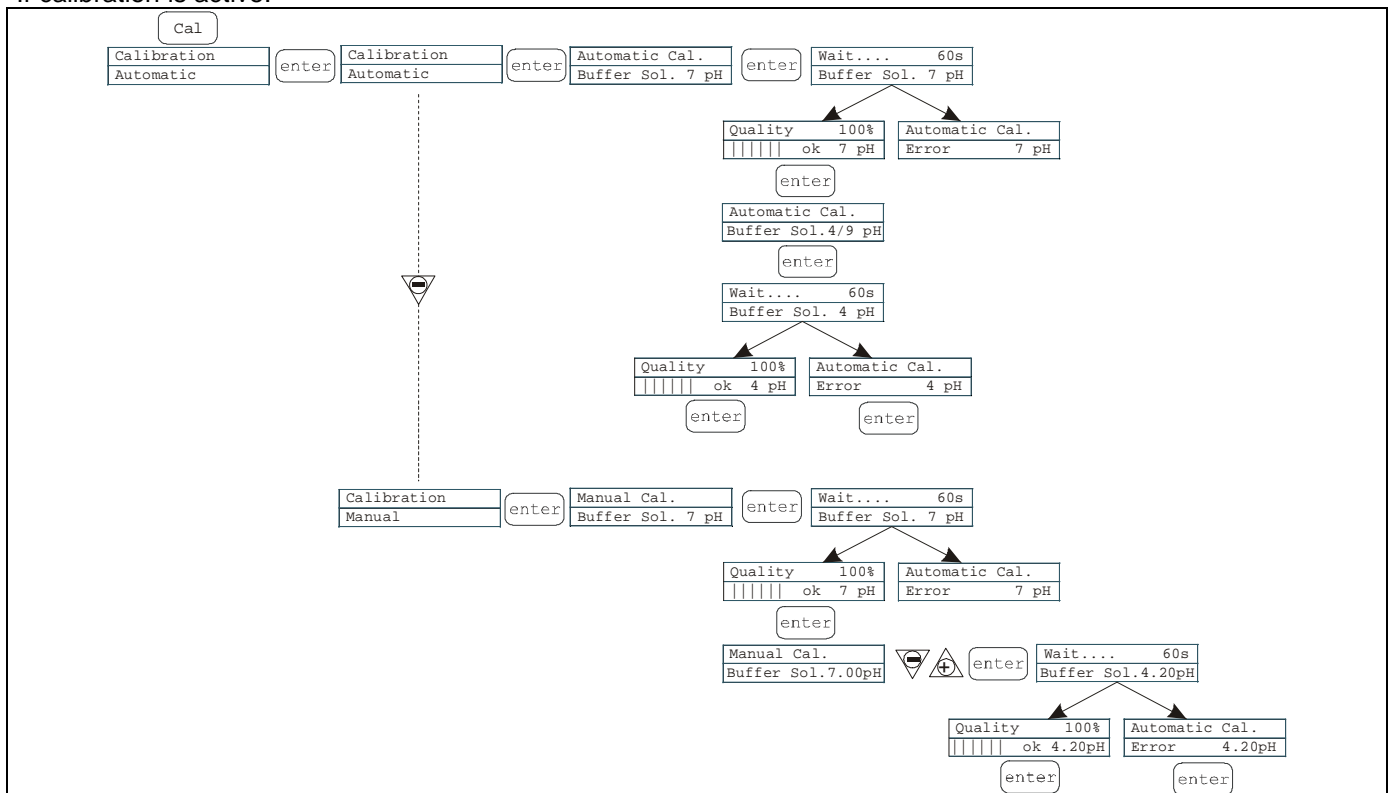 If calibration is active:
Cal
Calibration
Automatic
enter
Calibration
Automatic
enter
Automatic Cal.
Buffer Sol. 7 pH
enter
Wait.... 60s
Buffer Sol. 7 pH
Quality 100%
|||||| ok 7 pH
Automatic Cal.
Error 7 pH
enter
Automatic Cal.
Buffer Sol.4/9 pH
enter
Wait.... 60s
Buffer Sol. 4 pH
Quality 100%
|||||| ok 4 pH
Automatic Cal.
Error 4 pH
enter
enter
Calibration
Manual
enter
Manual Cal.
Buffer Sol. 7 pH
enter
Wait.... 60s
Buffer Sol. 7 pH
Quality 100%
|||||| ok 7 pH
Automatic Cal.
Error 7 pH
enter
Manual Cal.
Buffer Sol.7.00pH
enter
Wait.... 60s
Buffer Sol.4.20pH
Quality 100%
|||||| ok 4.20pH
Automatic Cal.
Error 4.20pH
enter
enter